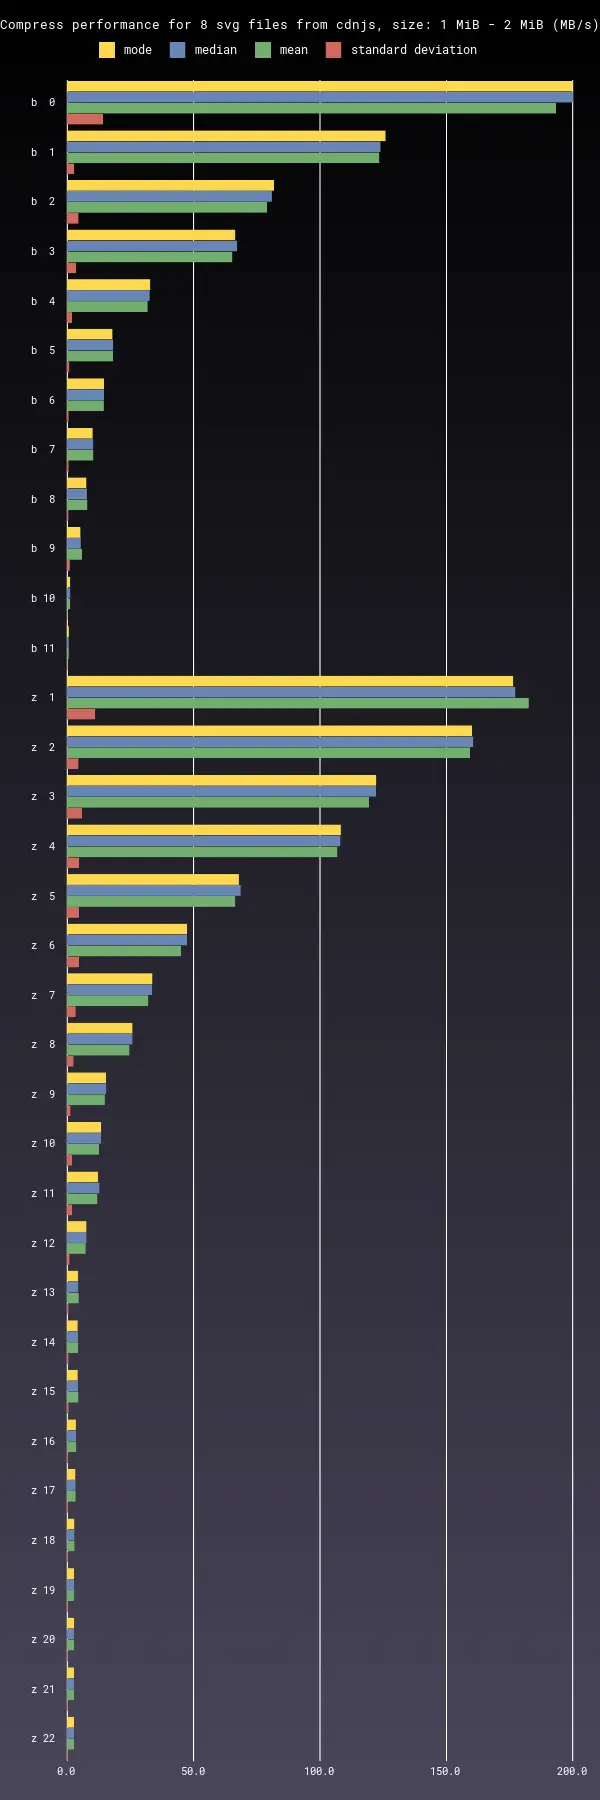 Compress performance for 8 svg files from cdnjs, size: 1 MiB - 2 MiB (MB/s)
mode median mean standard deviation
b 0
b 1
b 2
b 3
b 4
b 5
b 6
b 7
b 8
b 9
b 10
b 11
z 1
z 2
z 3
z 4
z 5
z 6
z 7
z 8
z 9
z 10
z 11
z 12
z 13
z 14
z 15
z 16
z 17
z 18
z 19
z 20
z 21
z 22
0.0 50.0 100.0 150.0 200.0